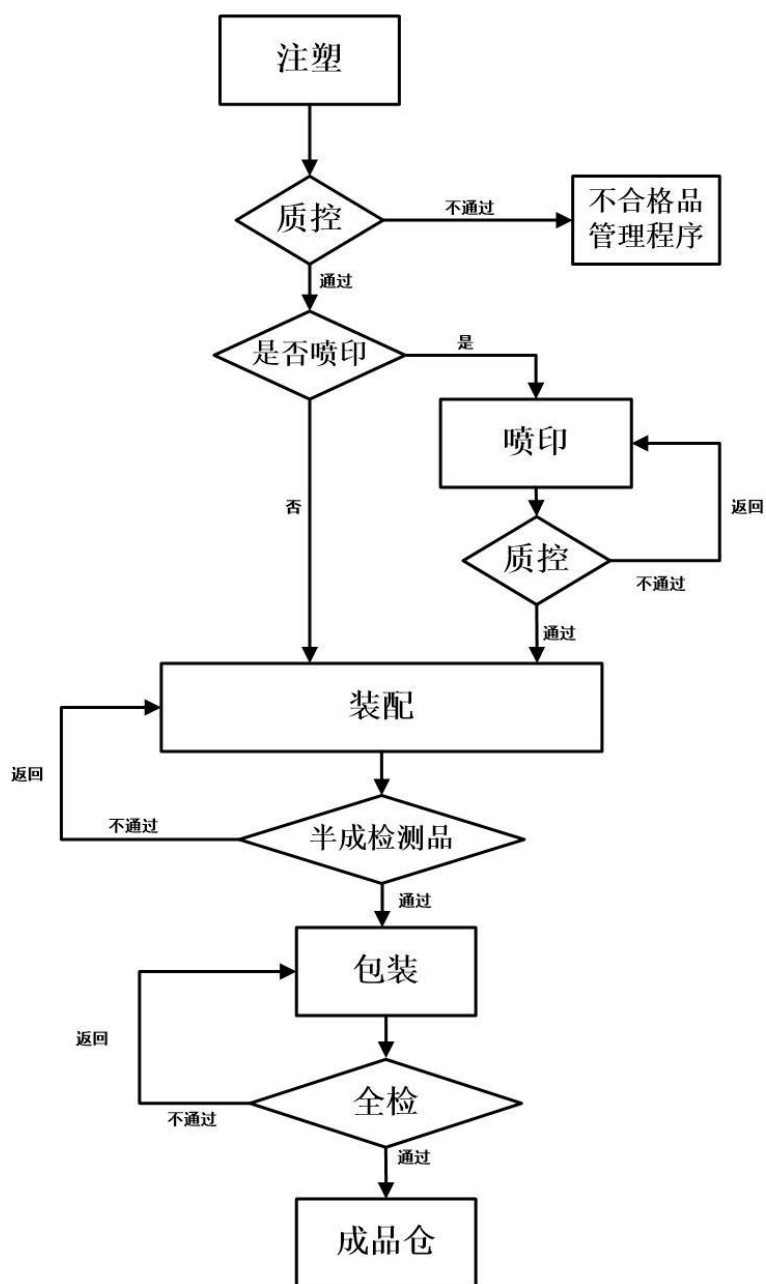 注塑
质控
不通过
不合格品
管理程序
通过
是否喷印
是
喷印
否
返回
质控
不通过
通过
装配
返回
不通过
半成检测品
通过
包装
返回
全检
不通过
通过
成品仓